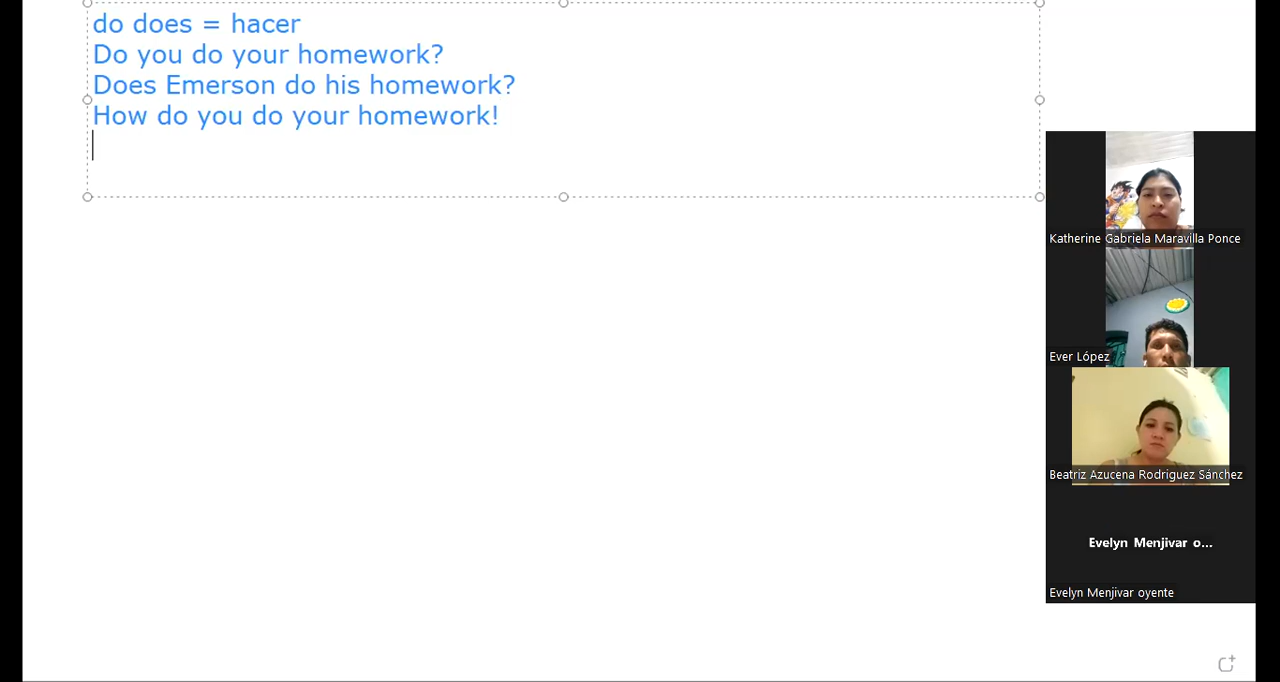 do does = hacer
Do you do your homework?
Does Emerson do his homework?
How do you do your homework!
Katherine Gabriela Maravilla Ponce
Ever López
Beatriz Azucena Rodriguez Sánchez
Evelyn Menjivar o...
Evelyn Menjivar oyente